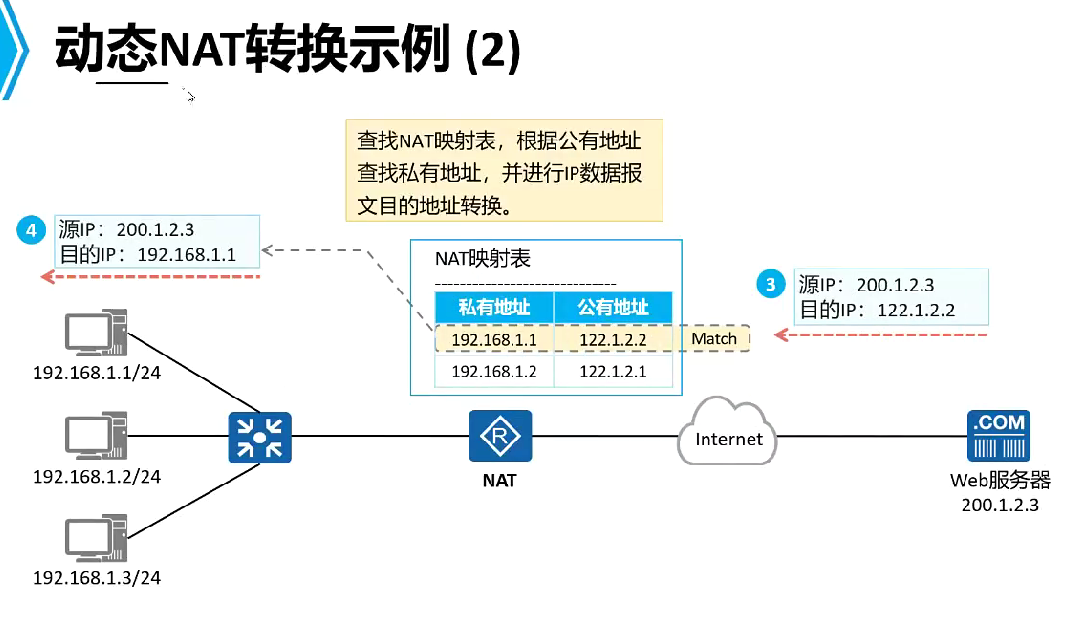 动态NAT转换示例 (2)
查找NAT映射表，根据公有地址
查找私有地址，并进行IP数据报
文目的地址转换。
4
源IP：200.1.2.3
目的IP：192.168.1.1
NAT映射表
私有地址 公有地址
192.168.1.1 122.1.2.2 Match
192.168.1.2 122.1.2.1
3
源IP：200.1.2.3
目的IP：122.1.2.2
192.168.1.1/24
192.168.1.2/24
192.168.1.3/24
R
NAT
Internet
.COM
Web服务器
200.1.2.3